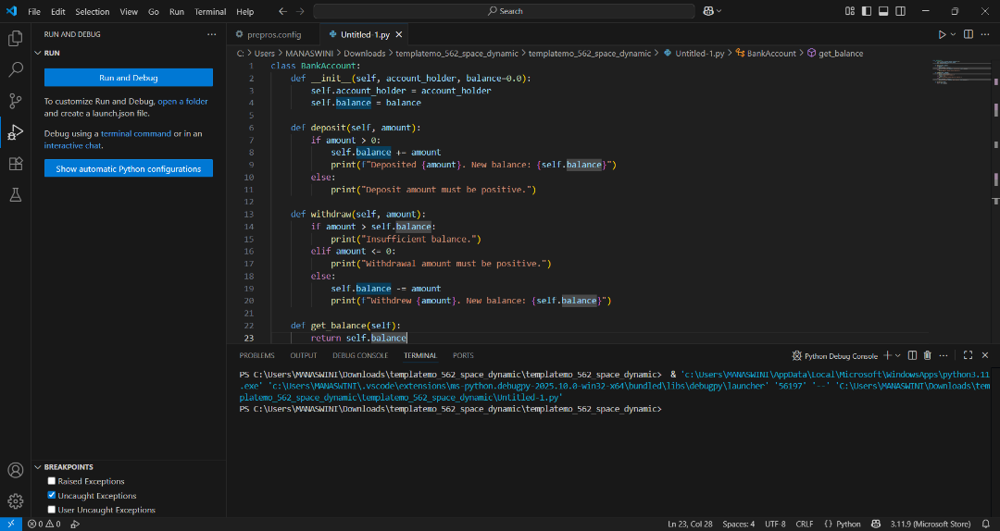 File Edit Selection View Go Run Terminal Help Search
RUN AND DEBUG ···
prepros.config Untitled-1.py
RUN
C: > Users > MANASWINI > Downloads > templatemo_562_space_dynamic > templatemo_562_space_dynamic > Untitled-1.py > BankAccount > get_balance
Run and Debug
To customize Run and Debug, open a folder
and create a launch.json file.
Debug using a terminal command or in an
interactive chat.
Show automatic Python configurations
1 class BankAccount:
2 def __init__(self, account_holder, balance=0.0):
3 self.account_holder = account_holder
4 self.balance = balance
5
6 def deposit(self, amount):
7 if amount > 0:
8 self.balance += amount
9 print(f"Deposited {amount}. New balance: {self.balance}")
10 else:
11 print("Deposit amount must be positive.")
12
13 def withdraw(self, amount):
14 if amount > self.balance:
15 print("Insufficient balance.")
16 elif amount <= 0:
17 print("Withdrawal amount must be positive.")
18 else:
19 self.balance -= amount
20 print(f"Withdrew {amount}. New balance: {self.balance}")
21
22 def get_balance(self):
23 return self.balance
PROBLEMS OUTPUT DEBUG CONSOLE TERMINAL PORTS Python Debug Console
PS C:\Users\MANASWINI\Downloads\templatemo_562_space_dynamic\templatemo_562_space_dynamic> & 'c:\Users\MANASWINI\AppData\Local\Microsoft\WindowsApps\python3.11
.exe' 'c:\Users\MANASWINI\.vscode\extensions\ms-python.debugpy-2025.10.0-win32-x64\bundled\libs\debugpy\launcher' '56197' '--' 'C:\Users\MANASWINI\Downloads\tem
platemo_562_space_dynamic\templatemo_562_space_dynamic\Untitled-1.py'
PS C:\Users\MANASWINI\Downloads\templatemo_562_space_dynamic\templatemo_562_space_dynamic>
BREAKPOINTS
Raised Exceptions
Uncaught Exceptions
User Uncaught Exceptions
0 0 Ln 23, Col 28 Spaces: 4 UTF-8 CRLF {} Python 3.11.9 (Microsoft Store)